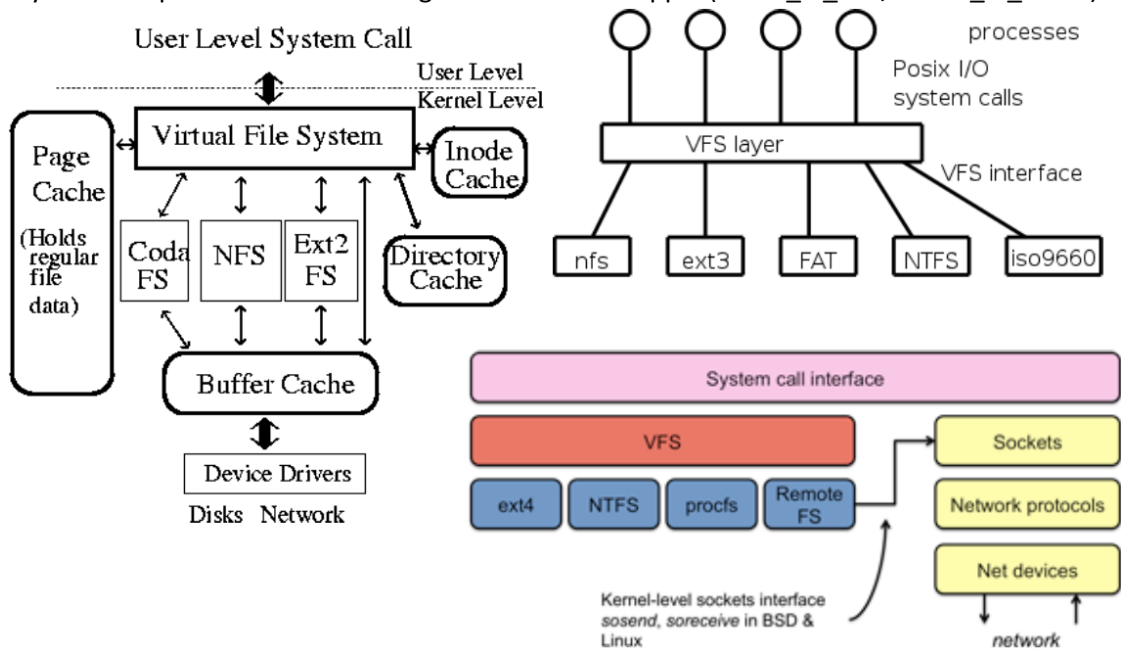 User Level System Call
User Level
Kernel Level
Virtual File System
Page
Cache
(Holds
regular
file
data)
Inode
Cache
Coda
FS
NFS
Ext2
FS
Directory
Cache
Buffer Cache
Device Drivers
Disks Network
processes
Posix I/O
system calls
VFS layer
VFS interface
nfs
ext3
FAT
NTFS
iso9660
System call interface
VFS
Sockets
ext4
NTFS
procfs
Remote
FS
Network protocols
Net devices
Kernel-level sockets interface
sosend, soreceive in BSD &
Linux
network